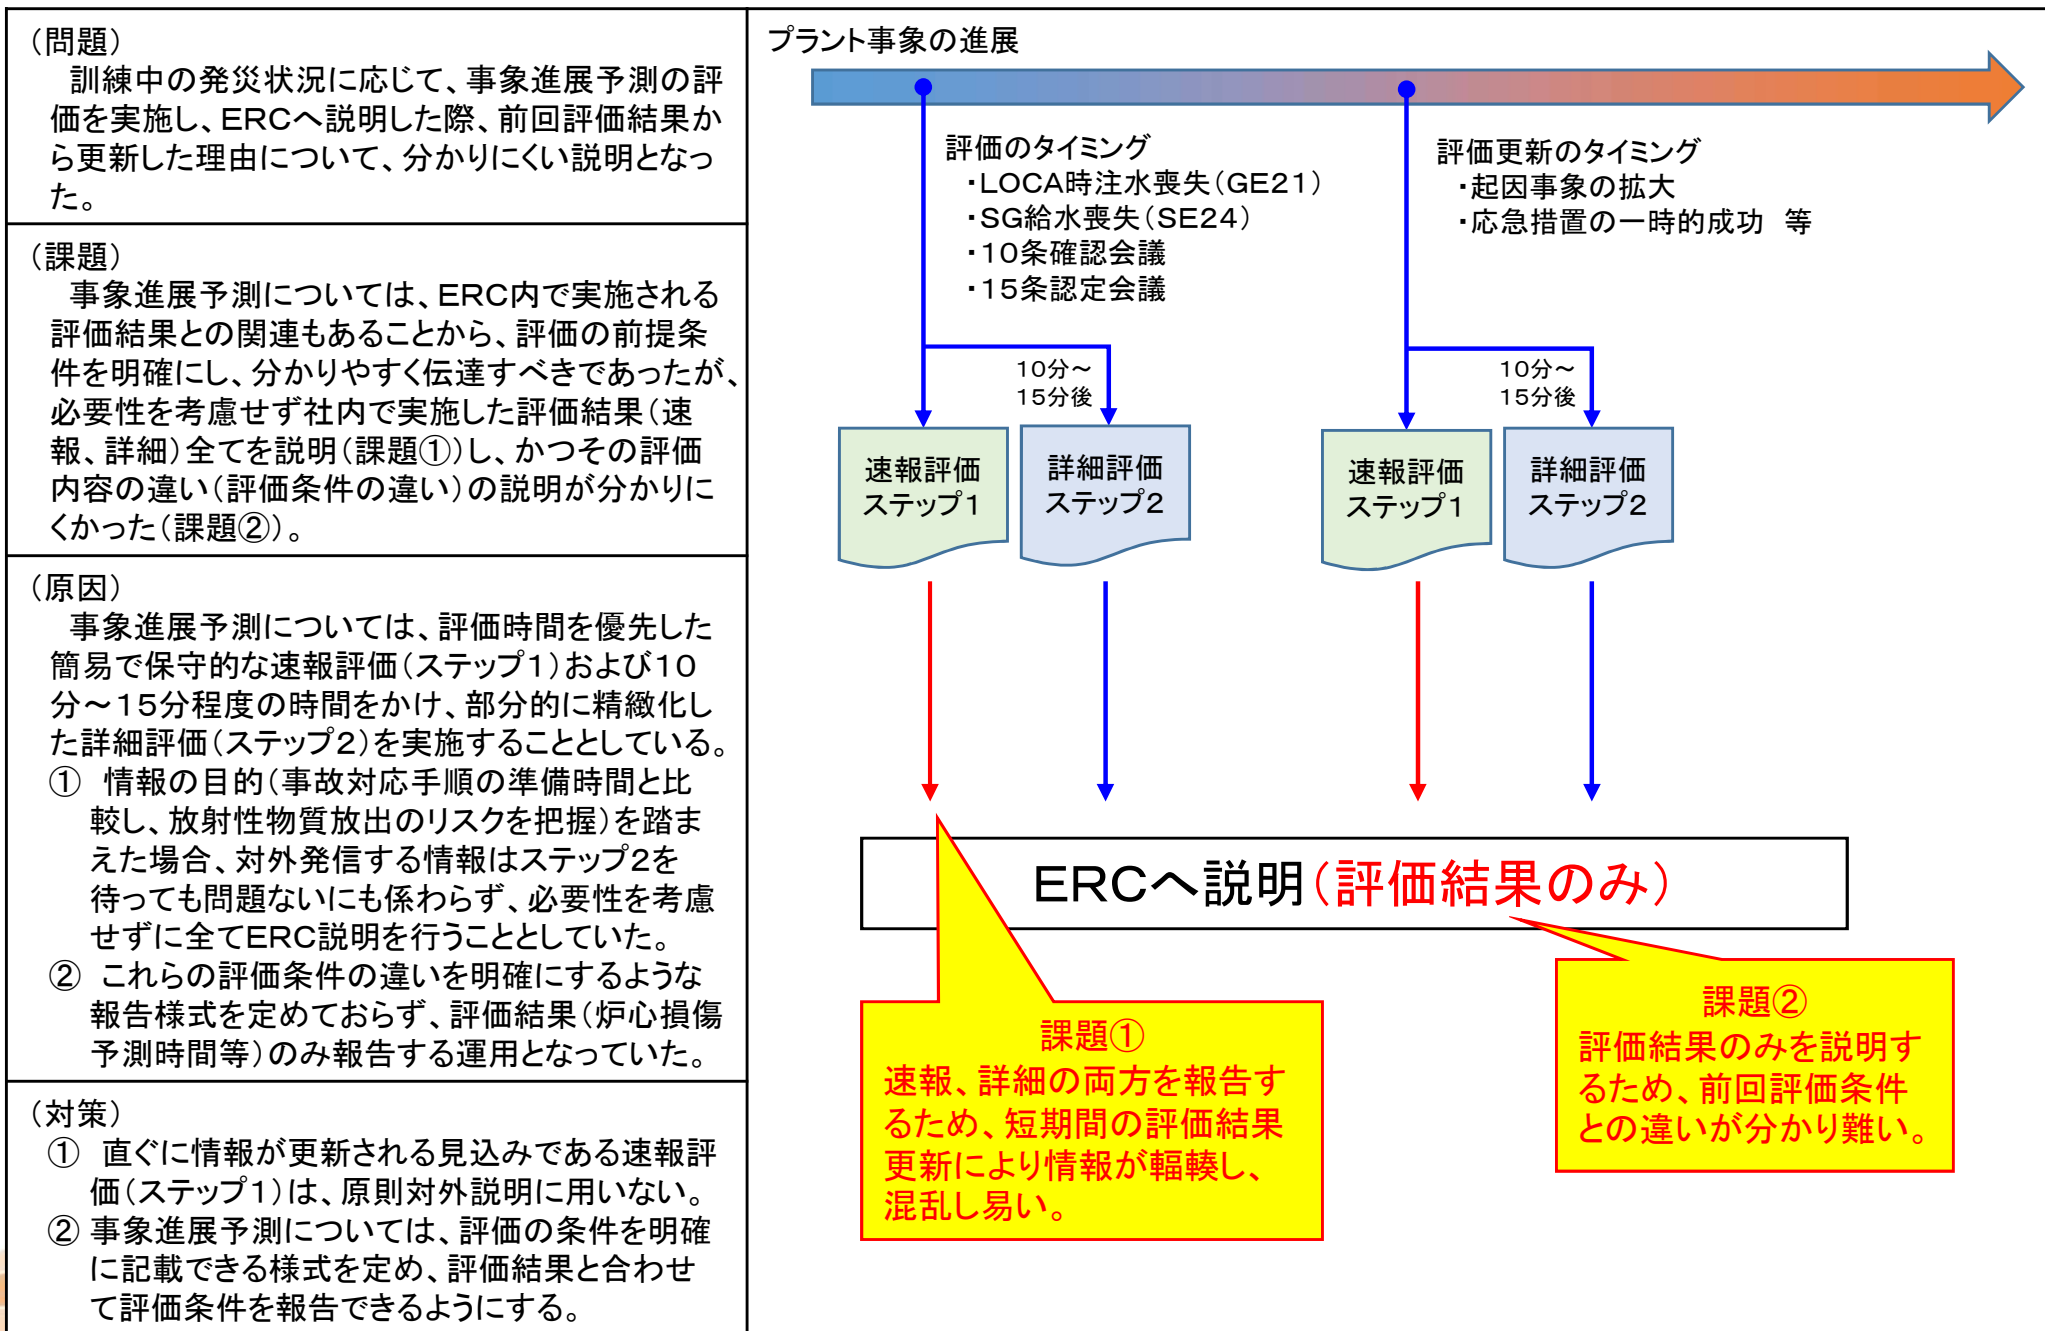 （問題）
訓練中の発災状況に応じて、事象進展予測の評
価を実施し、ERCへ説明した際、前回評価結果か
ら更新した理由について、分かりにくい説明となっ
た。
（課題）
事象進展予測については、ERC内で実施される
評価結果との関連もあることから、評価の前提条
件を明確にし、分かりやすく伝達すべきであったが、
必要性を考慮せず社内で実施した評価結果（速
報、詳細）全てを説明（課題①）し、かつその評価
内容の違い（評価条件の違い）の説明が分かりに
くかった（課題②）。
（原因）
事象進展予測については、評価時間を優先した
簡易で保守的な速報評価（ステップ１）および１０
分～１５分程度の時間をかけ、部分的に精緻化し
た詳細評価（ステップ２）を実施することとしている。
① 情報の目的（事故対応手順の準備時間と比
較し、放射性物質放出のリスクを把握）を踏ま
えた場合、対外発信する情報はステップ２を
待っても問題ないにも係わらず、必要性を考慮
せずに全てERC説明を行うこととしていた。
② これらの評価条件の違いを明確にするような
報告様式を定めておらず、評価結果（炉心損傷
予測時間等）のみ報告する運用となっていた。
（対策）
① 直ぐに情報が更新される見込みである速報評
価（ステップ１）は、原則対外説明に用いない。
② 事象進展予測については、評価の条件を明確
に記載できる様式を定め、評価結果と合わせ
て評価条件を報告できるようにする。
プラント事象の進展
評価のタイミング
・LOCA時注水喪失（GE21）
・SG給水喪失（SE24）
・１０条確認会議
・１５条認定会議
評価更新のタイミング
・起因事象の拡大
・応急措置の一時的成功 等
１０分～
１５分後
１０分～
１５分後
速報評価
ステップ１
詳細評価
ステップ２
速報評価
ステップ１
詳細評価
ステップ２
ERCへ説明（評価結果のみ）
課題①
速報、詳細の両方を報告す
るため、短期間の評価結果
更新により情報が輻輳し、
混乱し易い。
課題②
評価結果のみを説明す
るため、前回評価条件
との違いが分かり難い。